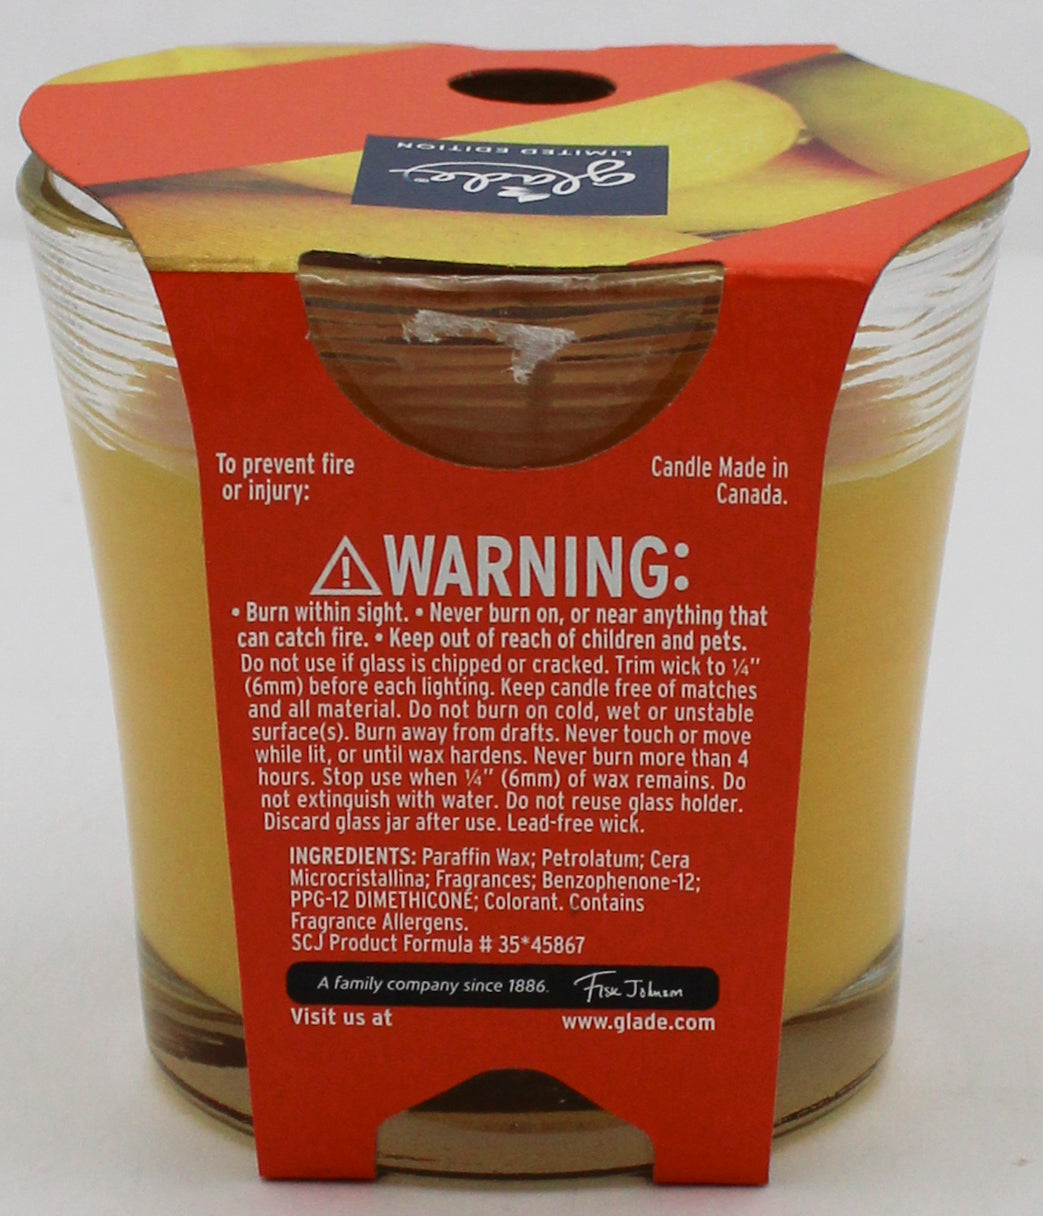 LIMITED EDITION
glade
To prevent fire
or injury:
Candle Made in
Canada.
WARNING:
• Burn within sight. • Never burn on, or near anything that
can catch fire. • Keep out of reach of children and pets.
Do not use if glass is chipped or cracked. Trim wick to ¼"
(6mm) before each lighting. Keep candle free of matches
and all material. Do not burn on cold, wet or unstable
surface(s). Burn away from drafts. Never touch or move
while lit, or until wax hardens. Never burn more than 4
hours. Stop use when ¼" (6mm) of wax remains. Do
not extinguish with water. Do not reuse glass holder.
Discard glass jar after use. Lead-free wick.
INGREDIENTS: Paraffin Wax; Petrolatum; Cera
Microcristallina; Fragrances; Benzophenone-12;
PPG-12 DIMETHICONE; Colorant. Contains
Fragrance Allergens.
SCJ Product Formula # 35*45867
A family company since 1886. Fisk Johnson
Visit us at www.glade.com